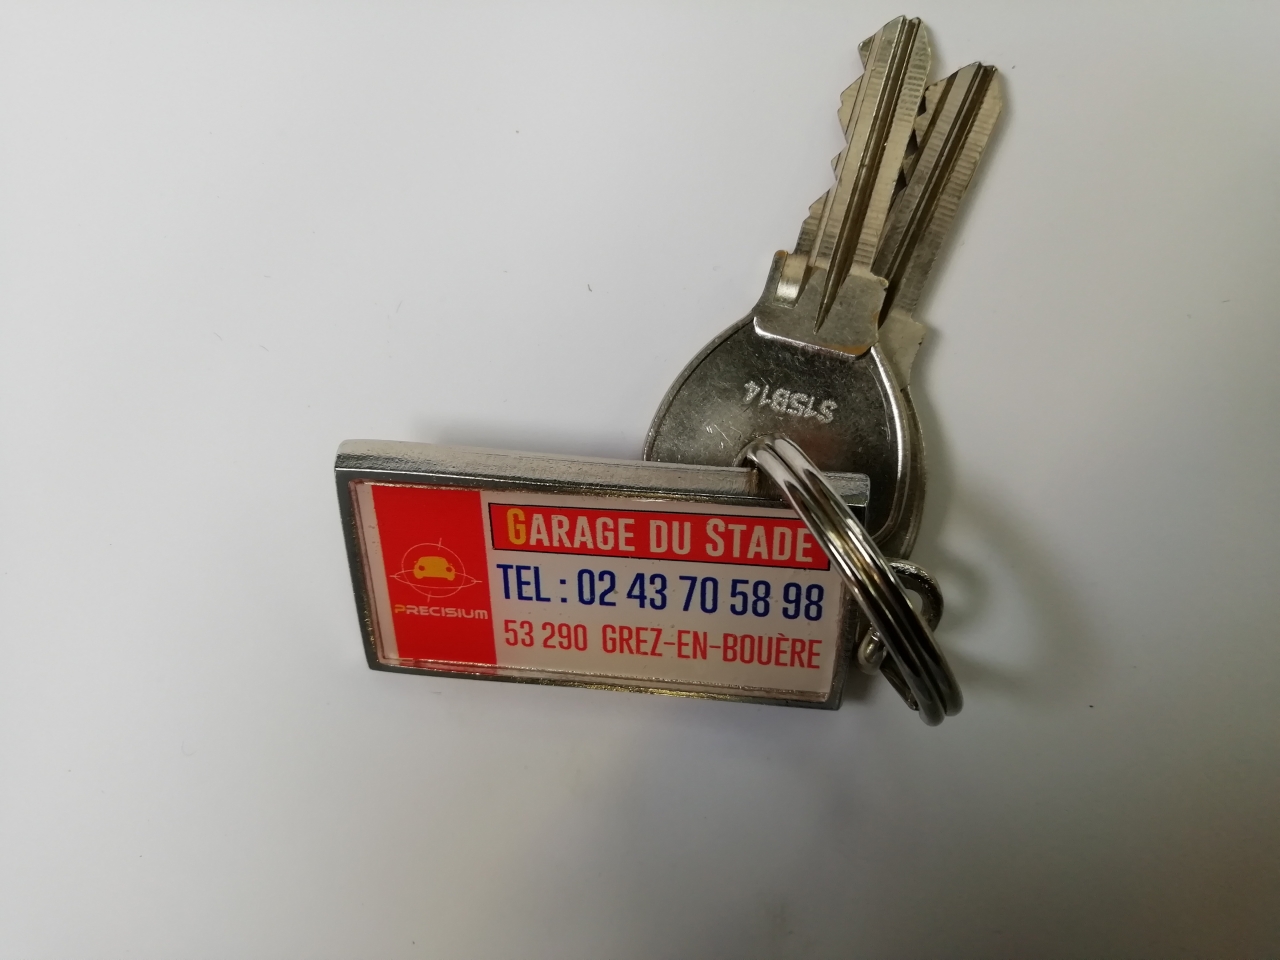 S15B14
GARAGE DU STADE
TEL : 02 43 70 58 98
53 290 GREZ-EN-BOUÈRE
PRECISIUM